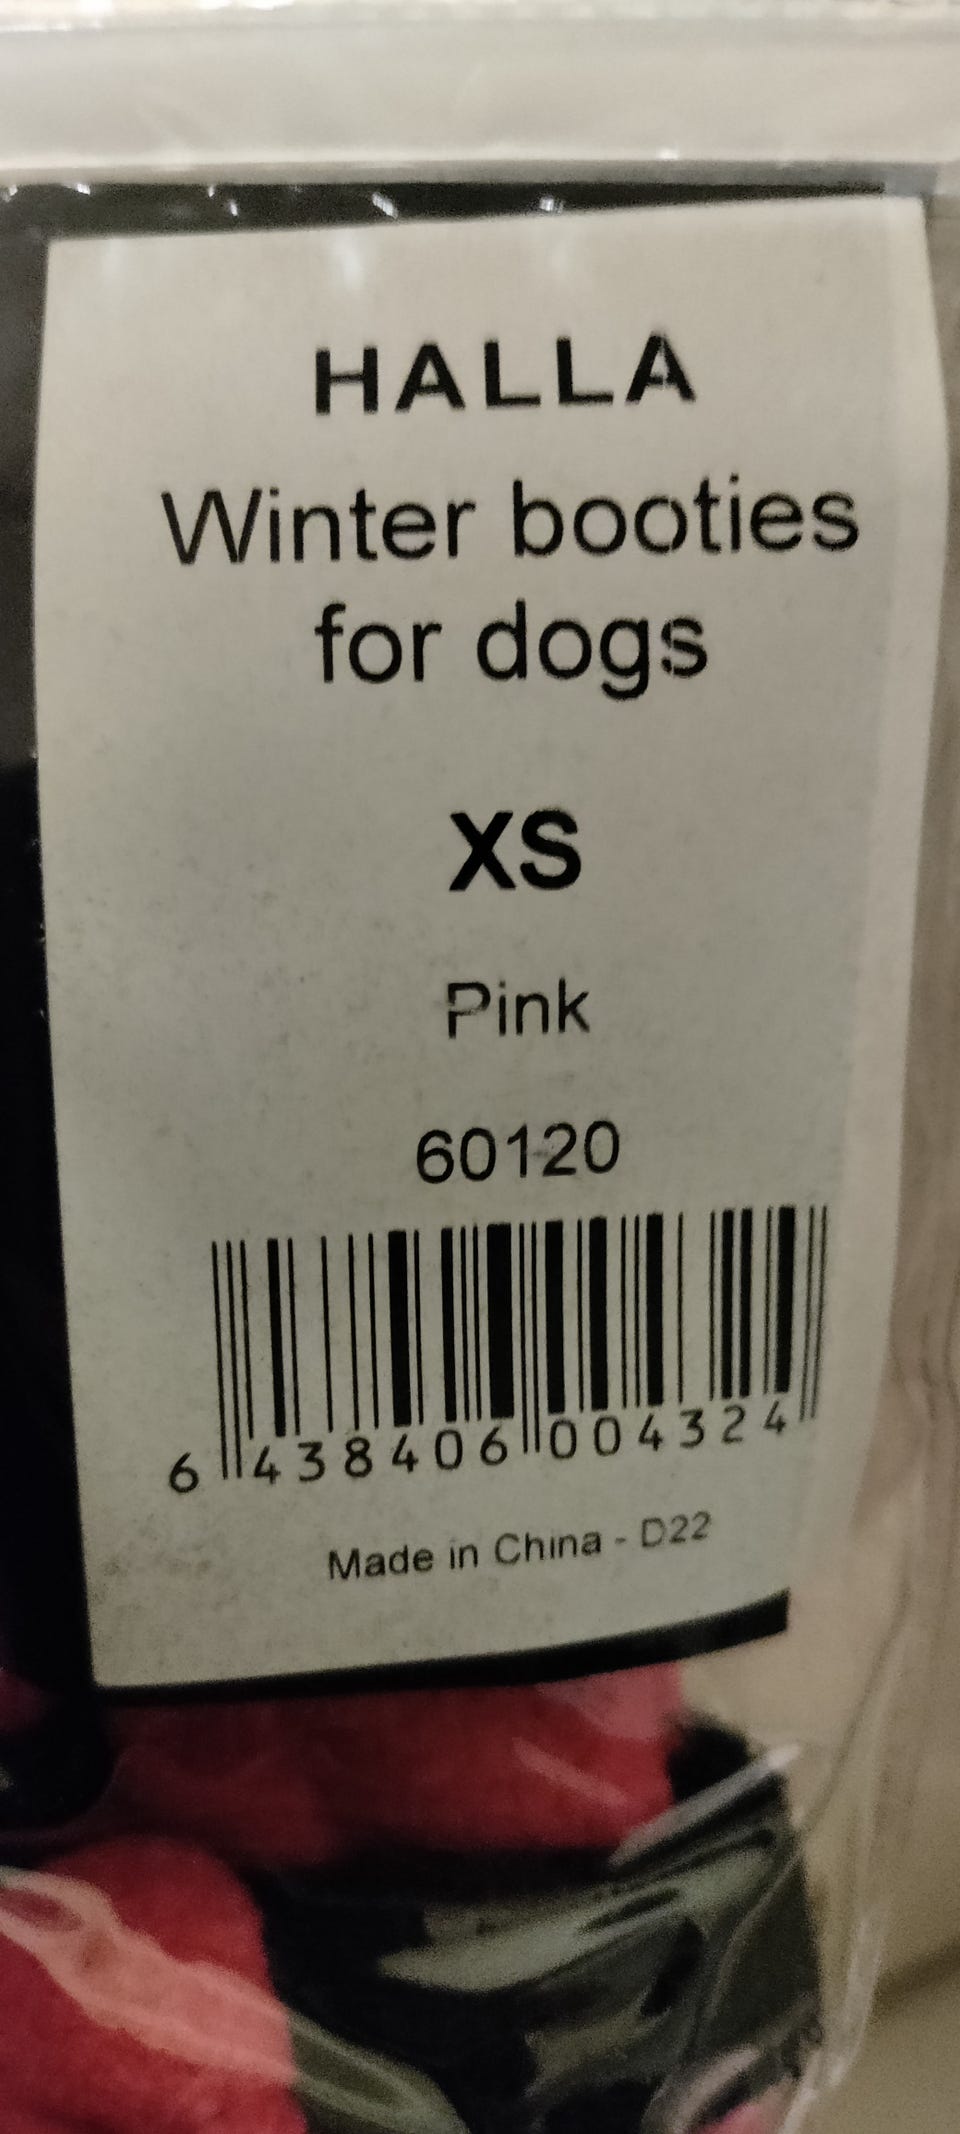 HALLA
Winter booties
for dogs
XS
Pink
60120
6 438406 004324
Made in China - D22